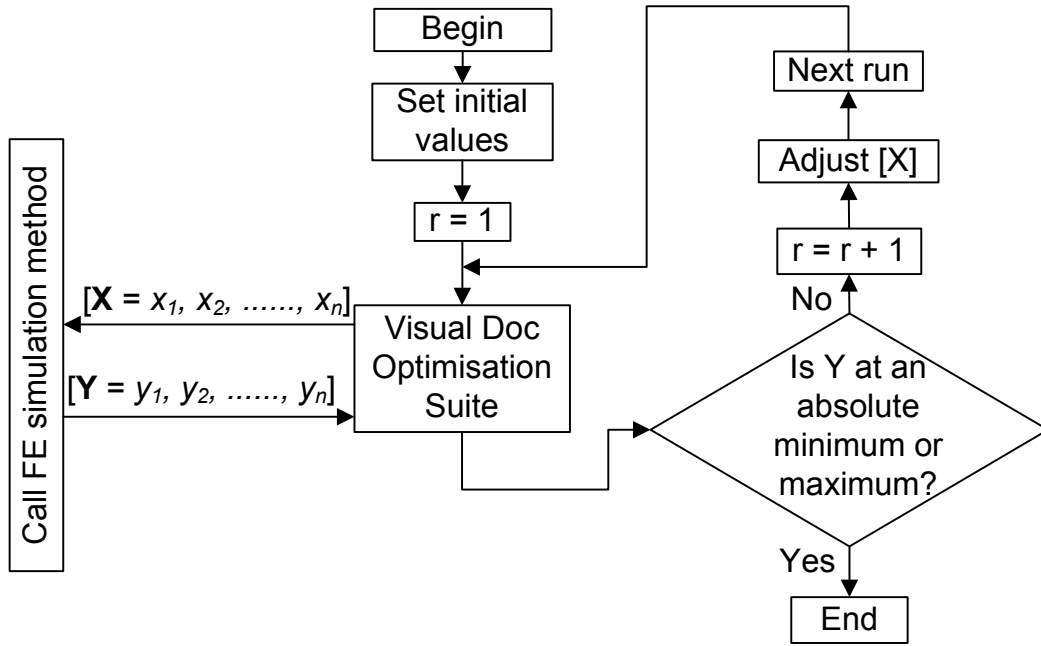 Begin
Set initial
values
r = 1
Call FE simulation method
[X = x1, x2, ......, xn]
[Y = y1, y2, ......, yn]
Visual Doc
Optimisation
Suite
Next run
Adjust [X]
r = r + 1
No
Is Y at an
absolute
minimum or
maximum?
Yes
End